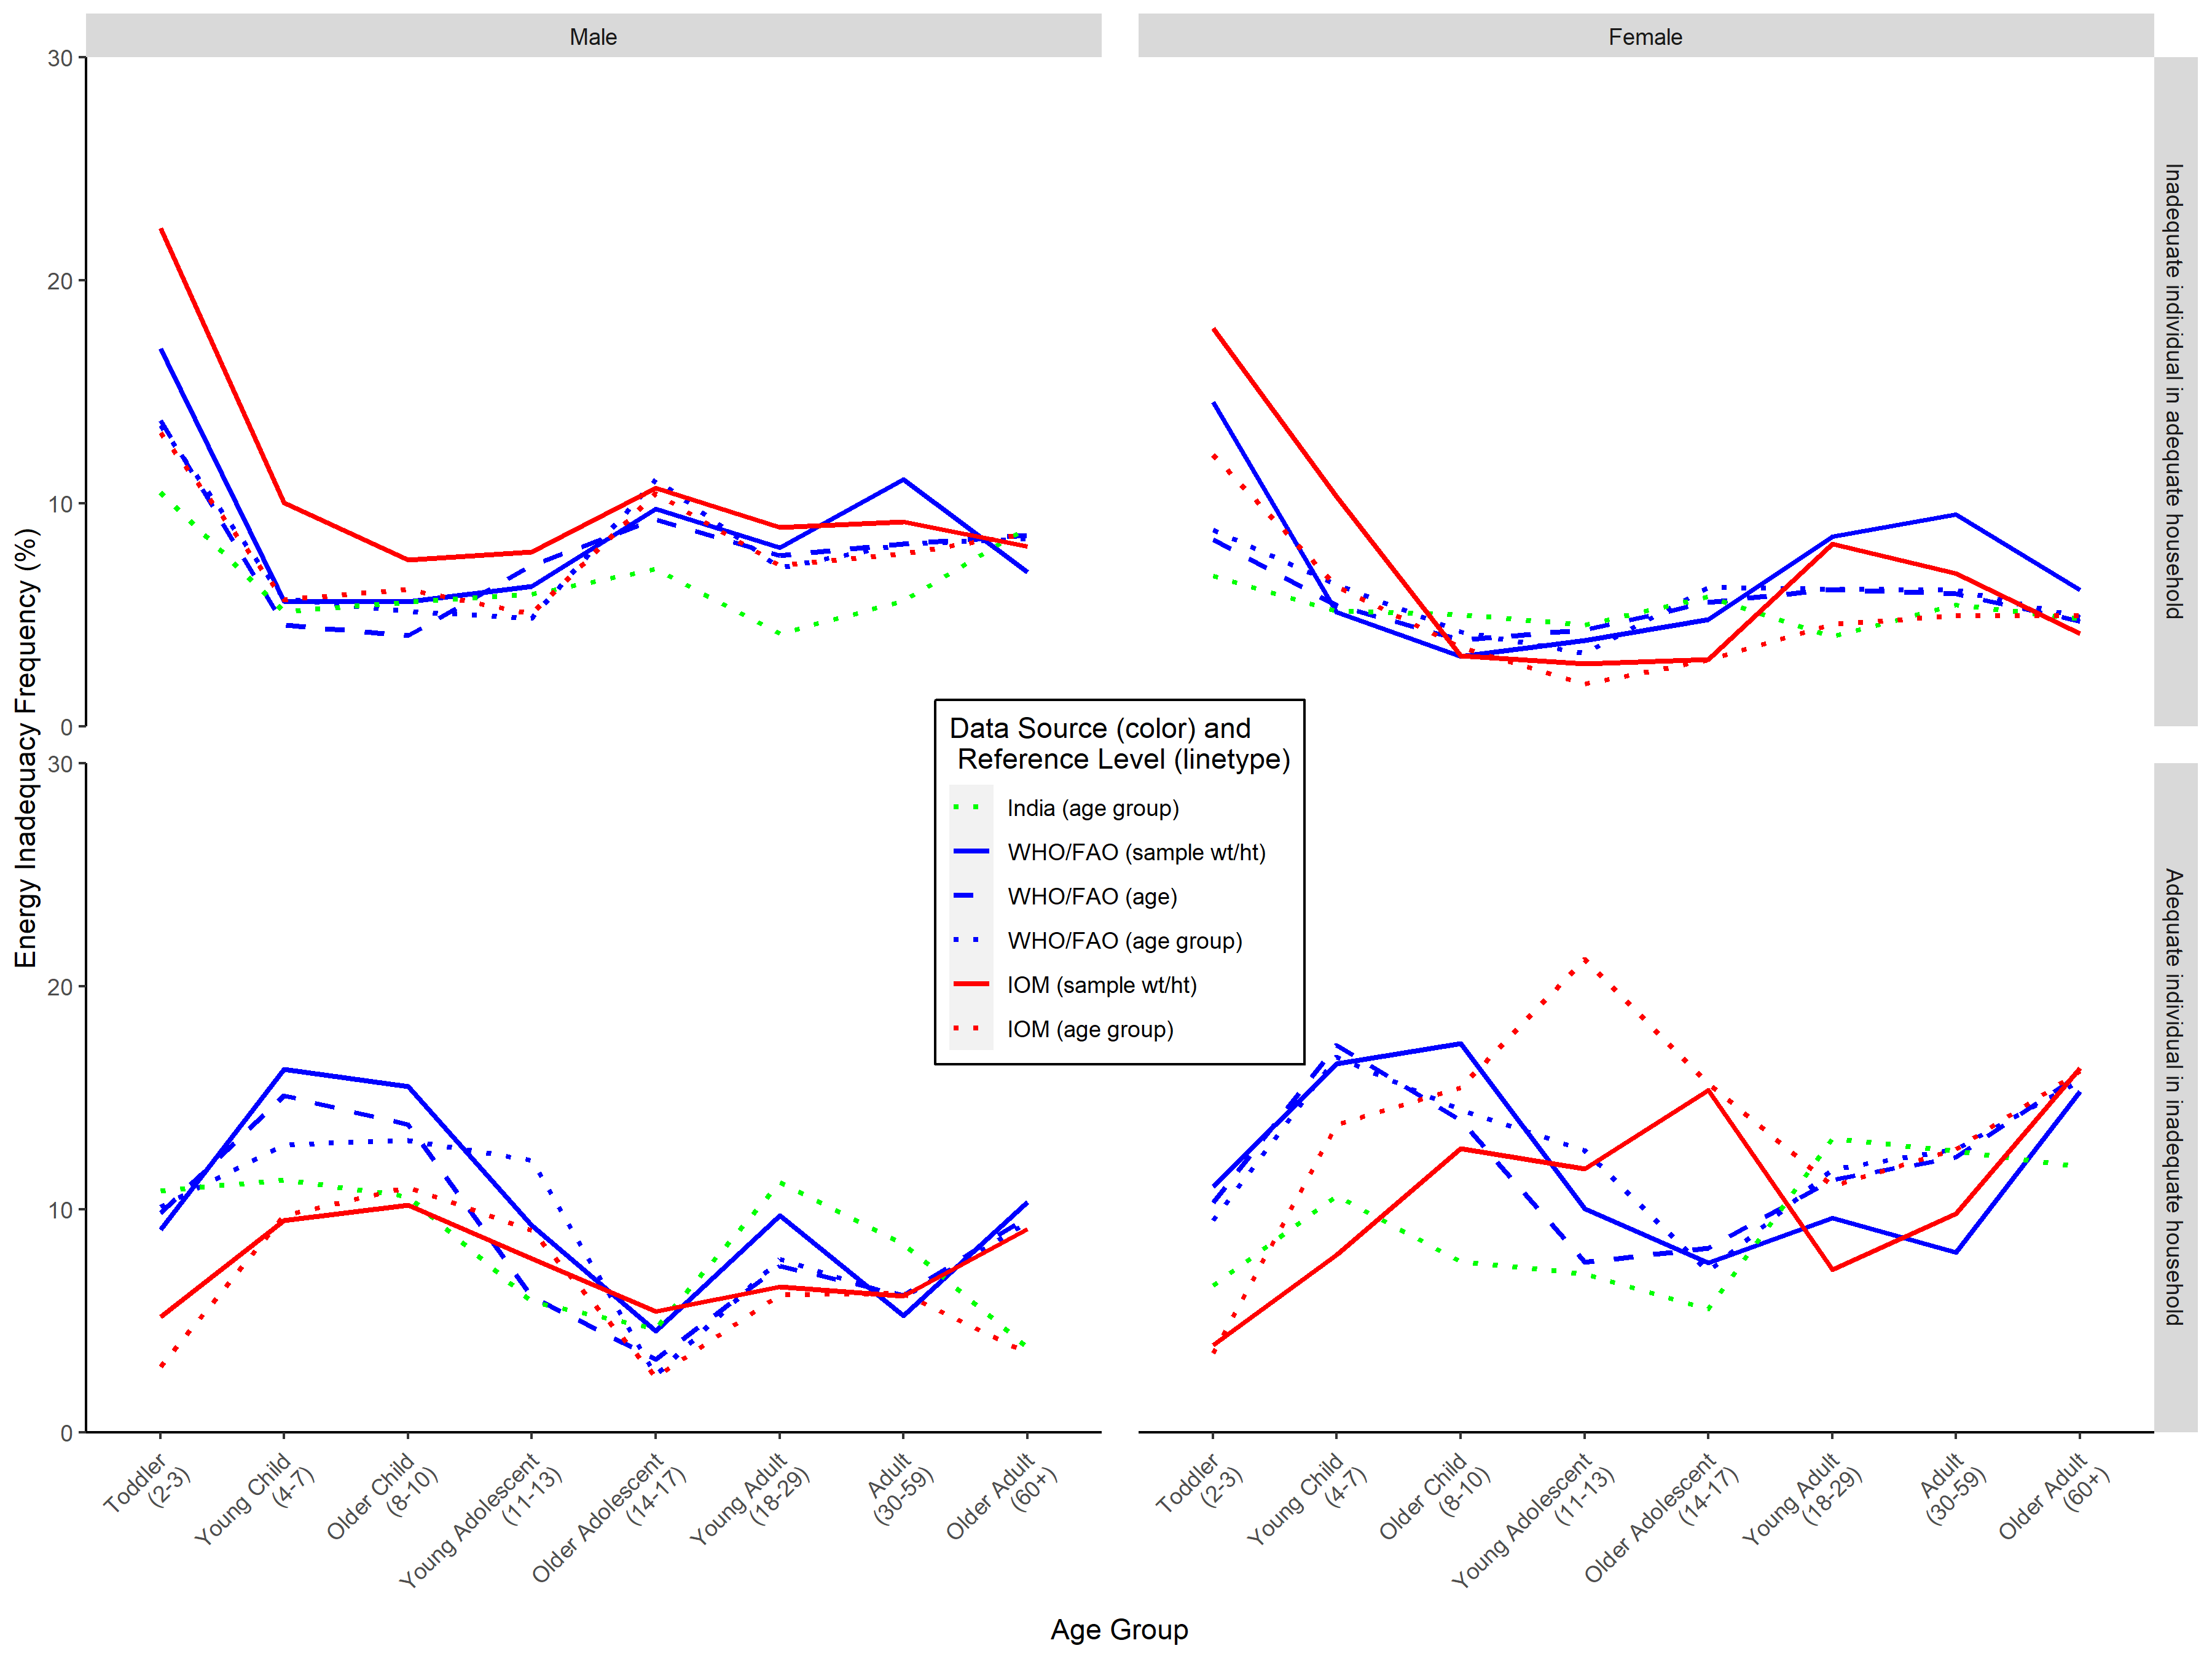 Male
Female
30
20
10
0
Inadequate individual in adequate household
Energy Inadequacy Frequency (%)
Data Source (color) and
Reference Level (linetype)
India (age group)
WHO/FAO (sample wt/ht)
WHO/FAO (age)
WHO/FAO (age group)
IOM (sample wt/ht)
IOM (age group)
30
20
10
0
Adequate individual in inadequate household
Toddler
(2-3)
Young Child
(4-7)
Older Child
(8-10)
Young Adolescent
(11-13)
Older Adolescent
(14-17)
Young Adult
(18-29)
Adult
(30-59)
Older Adult
(60+)
Toddler
(2-3)
Young Child
(4-7)
Older Child
(8-10)
Young Adolescent
(11-13)
Older Adolescent
(14-17)
Young Adult
(18-29)
Adult
(30-59)
Older Adult
(60+)
Age Group